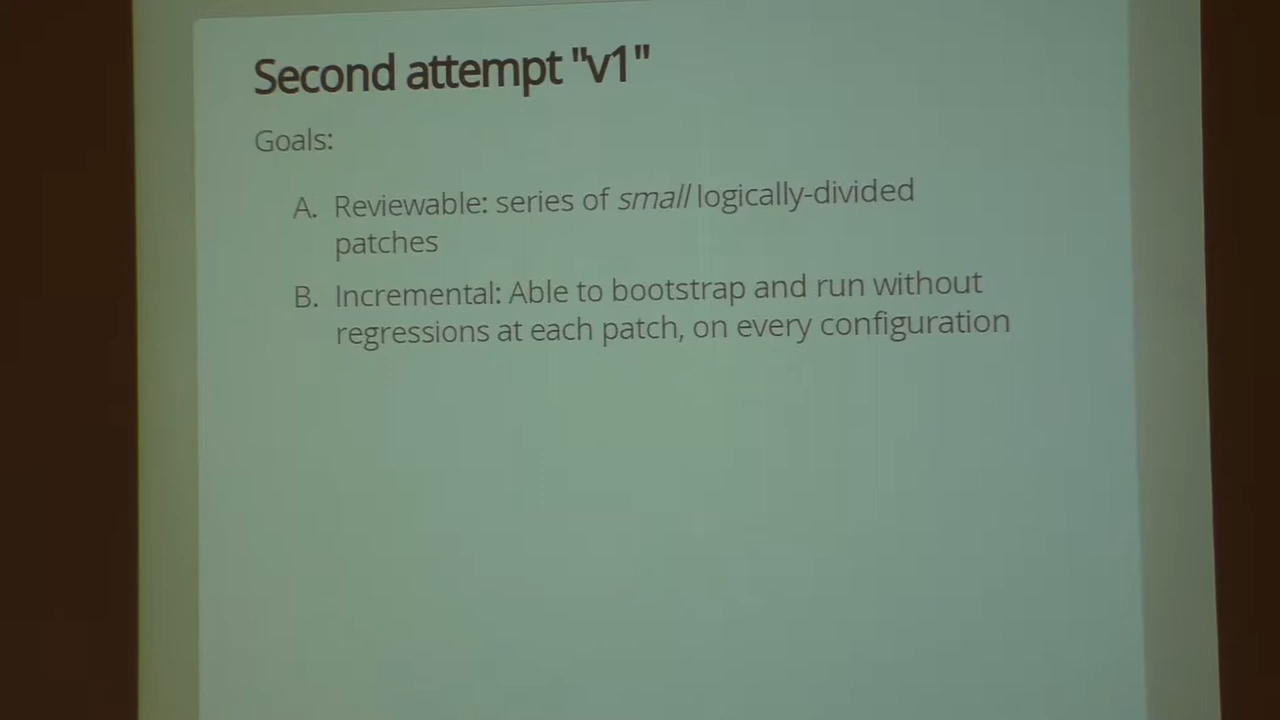 Second attempt "v1"
Goals:
A. Reviewable: series of small logically-divided
patches
B. Incremental: Able to bootstrap and run without
regressions at each patch, on every configuration